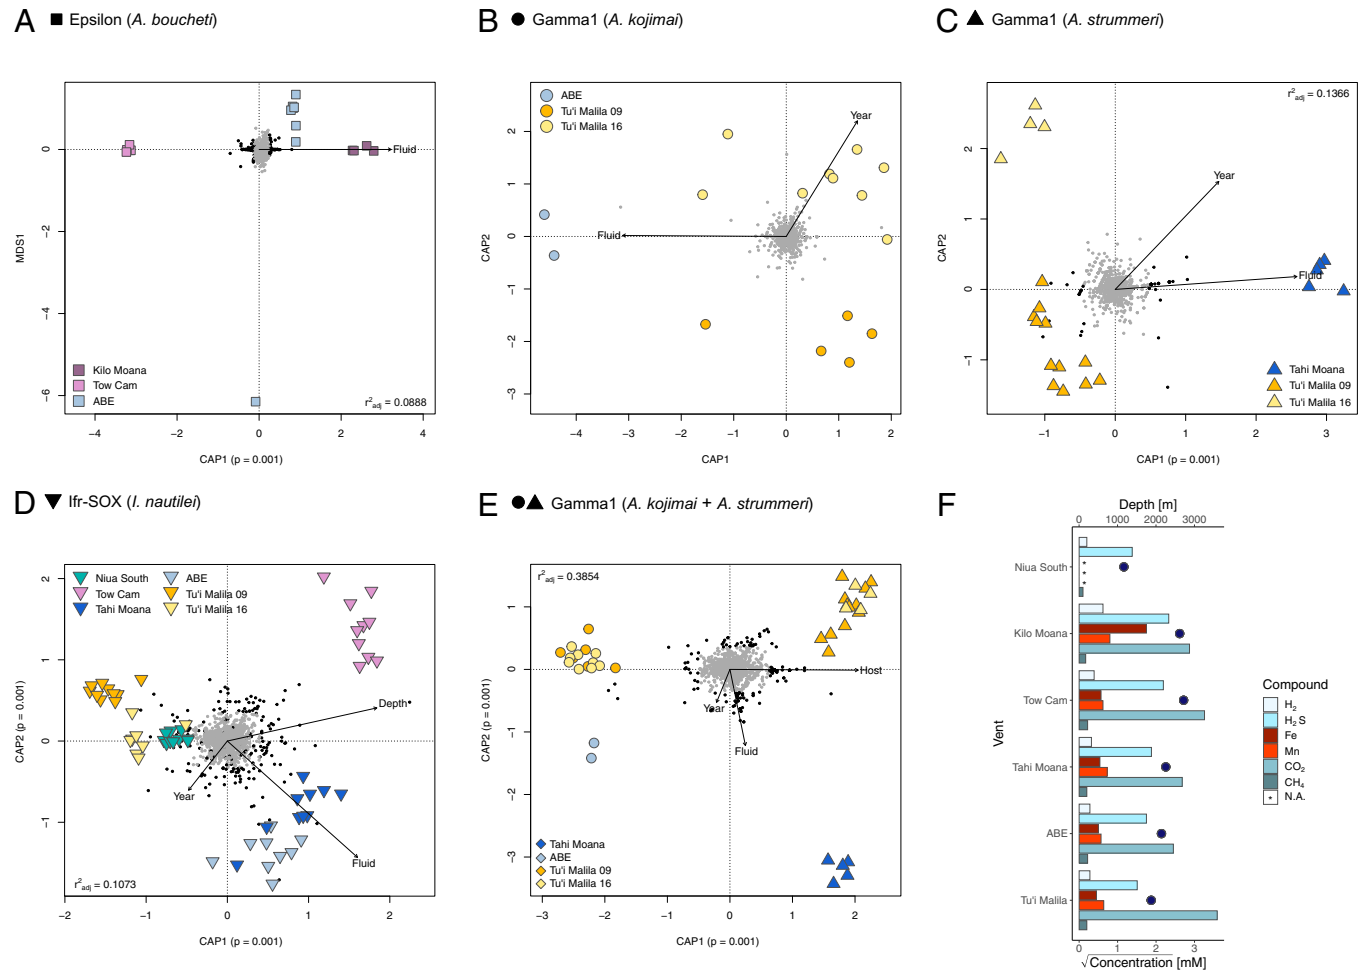 A ■ Epsilon (A. boucheti)
MDS1
0
−2
−4
−6
Fluid
Kilo Moana
Tow Cam
ABE
r²adj = 0.0888
−4 −2 0 2 4
CAP1 (p = 0.001)
B ● Gamma1 (A. kojimai)
ABE
Tu'i Malila 09
Tu'i Malila 16
Year
Fluid
CAP2
2
1
0
−1
−2
−3
−4 −3 −2 −1 0 1 2
CAP1
C ▲ Gamma1 (A. strummeri)
r²adj = 0.1366
Year
Fluid
CAP2
2
1
0
−1
Tahi Moana
Tu'i Malila 09
Tu'i Malila 16
−1 0 1 2 3
CAP1 (p = 0.001)
D ▼ Ifr-SOX (I. nautilei)
Niua South
Tow Cam
Tahi Moana
ABE
Tu'i Malila 09
Tu'i Malila 16
Depth
Year
Fluid
CAP2 (p = 0.001)
2
1
0
−1
r²adj = 0.1073
−2 −1 0 1 2
CAP1 (p = 0.001)
E ●▲ Gamma1 (A. kojimai + A. strummeri)
r²adj = 0.3854
Host
Year
Fluid
CAP2 (p = 0.001)
1
0
−1
−2
−3
Tahi Moana
ABE
Tu'i Malila 09
Tu'i Malila 16
−3 −2 −1 0 1 2
CAP1 (p = 0.001)
F
Depth [m]
0 1000 2000 3000
Vent
Niua South
*
*
*
Kilo Moana
Tow Cam
Tahi Moana
ABE
Tu'i Malila
0 1 2 3
√Concentration [mM]
Compound
H₂
H₂S
Fe
Mn
CO₂
CH₄
* N.A.